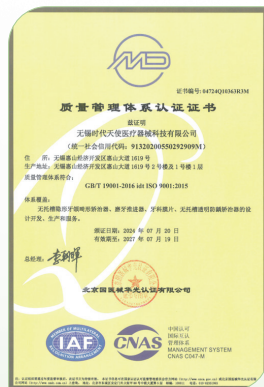 CMD
证书编号:04724Q10363R3M
质量管理体系认证证书
兹证明
无锡时代天使医疗器械科技有限公司
(统一社会信用代码:91320200550292909M)
住所:无锡惠山经济开发区惠山大道1619号
生产地址:无锡惠山经济开发区惠山大道1619号2号楼及1号楼1层
质量管理体系符合:
GB/T 19001-2016 idt ISO 9001:2015
体系覆盖:
无托槽隐形牙颌畸形矫治器、磨牙推进器、牙科膜片、无托槽透明防龋矫治器的设
计开发、生产和服务。
颁证日期:2024年07月20日
有效期至:2027年07月19日
总经理:
北京国医械华光认证有限公司
IAF
CNAS
中国认可
国际互认
管理体系
MANAGEMENT SYSTEM
CNAS C047-M